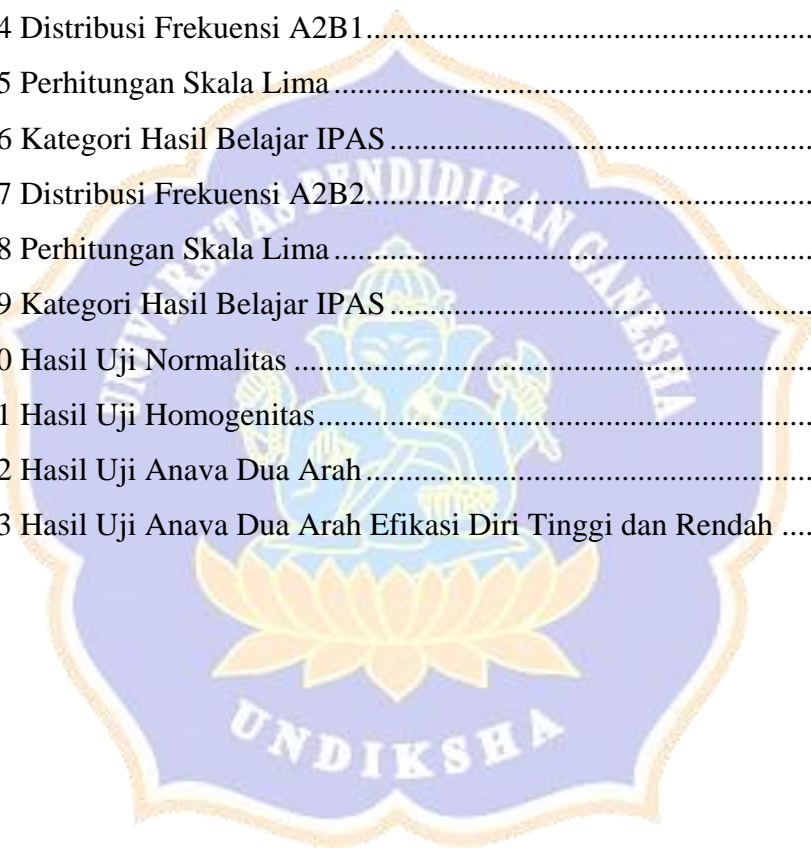 4 Distribusi Frekuensi A2B1....................................................................
5 Perhitungan Skala Lima........................................................................
6 Kategori Hasil Belajar IPAS.................................................................
7 Distribusi Frekuensi A2B2....................................................................
8 Perhitungan Skala Lima........................................................................
9 Kategori Hasil Belajar IPAS.................................................................
0 Hasil Uji Normalitas.............................................................................
1 Hasil Uji Homogenitas..........................................................................
2 Hasil Uji Anava Dua Arah....................................................................
3 Hasil Uji Anava Dua Arah Efikasi Diri Tinggi dan Rendah ....
UNIVERSITAS PENDIDIKAN GANESHA
UNDIKSHA